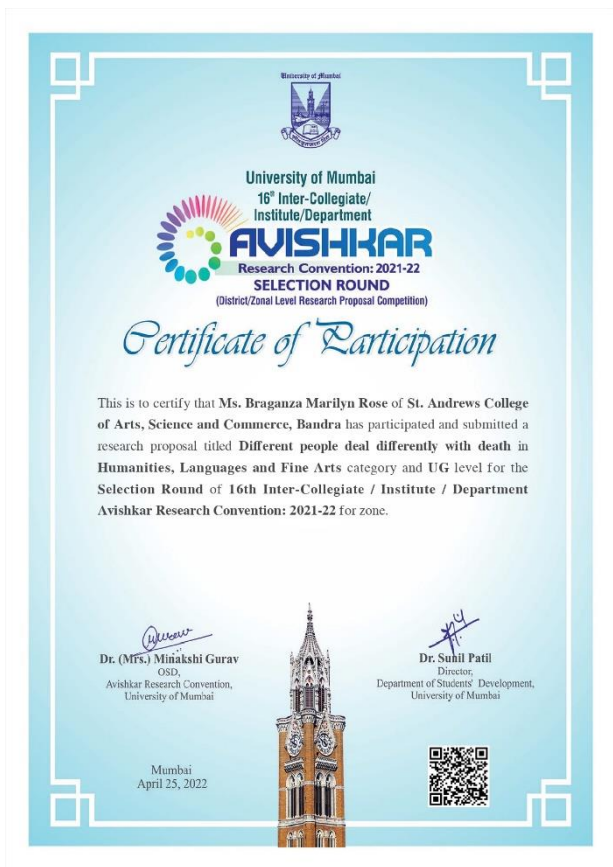 University of Mumbai
University of Mumbai
16th Inter-Collegiate/
Institute/Department
AVISHKAR
Research Convention: 2021-22
SELECTION ROUND
(District/Zonal Level Research Proposal Competition)
Certificate of Participation
This is to certify that Ms. Braganza Marilyn Rose of St. Andrews College
of Arts, Science and Commerce, Bandra has participated and submitted a
research proposal titled Different people deal differently with death in
Humanities, Languages and Fine Arts category and UG level for the
Selection Round of 16th Inter-Collegiate / Institute / Department
Avishkar Research Convention: 2021-22 for zone.
Dr. (Mrs.) Minakshi Gurav
OSD,
Avishkar Research Convention,
University of Mumbai
Dr. Sunil Patil
Director,
Department of Students' Development,
University of Mumbai
Mumbai
April 25, 2022